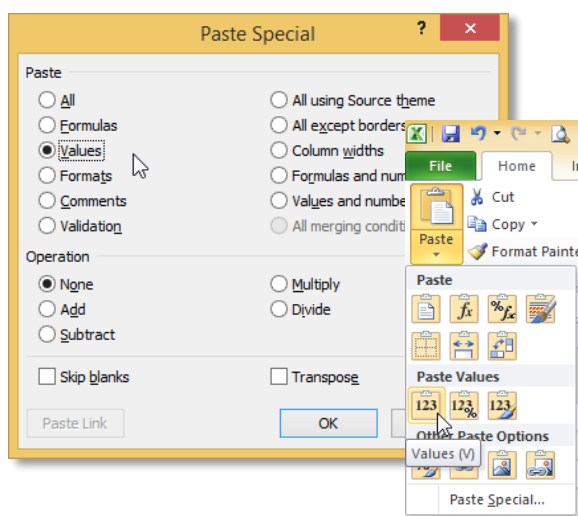 Paste Special
?
Paste
All
All using Source theme
Formulas
All except borders
Values
Column widths
Formats
Formulas and num
Comments
Values and numbe
Validation
All merging conditi
Operation
None
Multiply
Add
Divide
Subtract
Skip blanks
Transpose
Paste Link
OK
File
Home
Paste
Cut
Copy
Format Painte
Paste
fx
% fx
Paste Values
123
123 %
123
Other Paste Options
Values (V)
Paste Special...